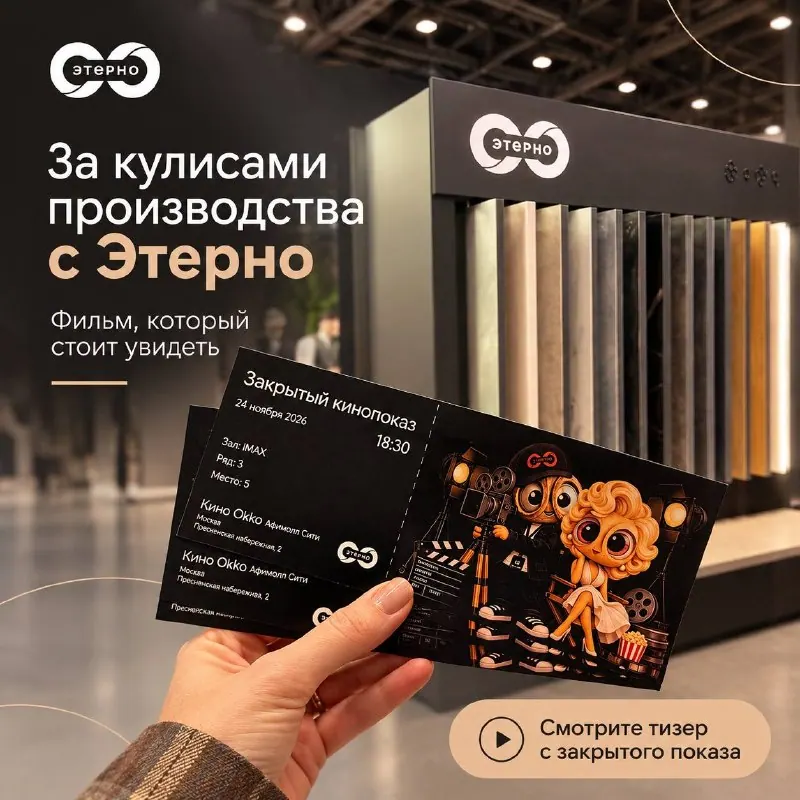 этерно
За кулисами
производства
с Этерно
Фильм, который
стоит увидеть
этерно
Закрытый кинопоказ
24 ноября 2026
18:30
Зал: IMAX
Ряд: 3
Место: 5
Кино Okko Афимолл Сити
Москва
Пресненская набережная, 2
этерно
Кино Okko Афимолл Сити
Москва
Пресненская набережная, 2
Пресненская
Смотрите тизер
с закрытого показа